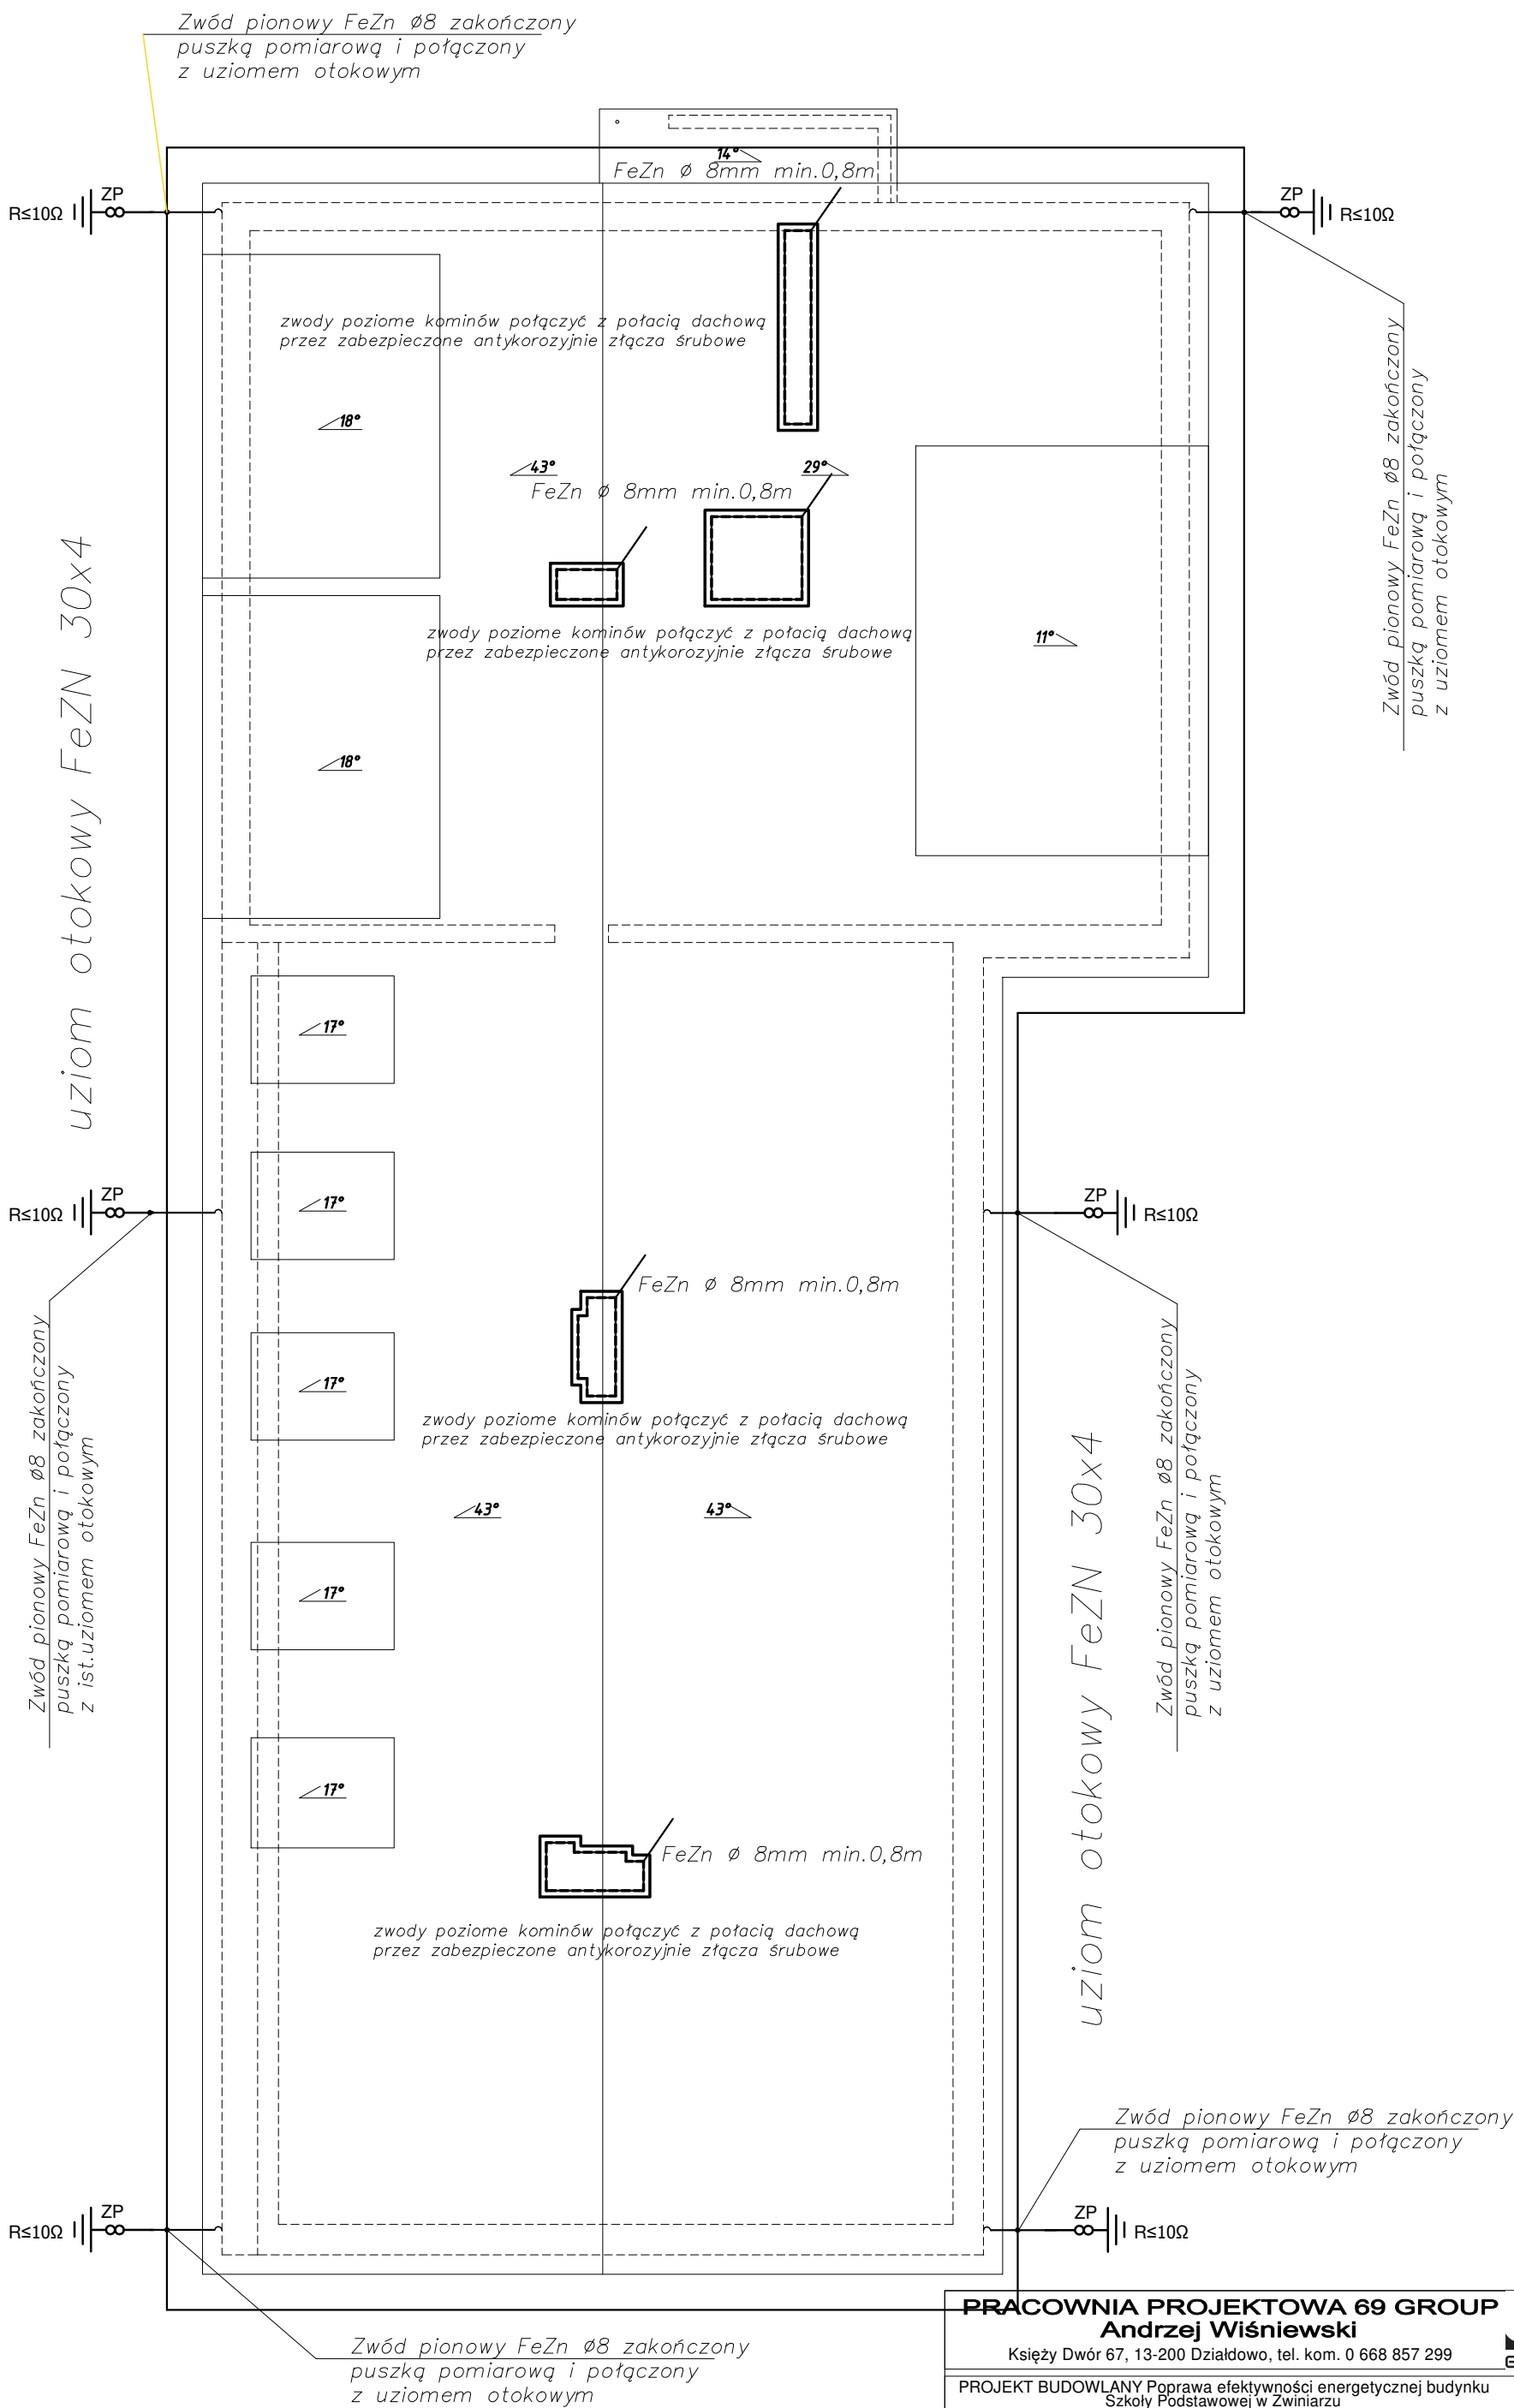 Zwód pionowy FeZn ø8 zakończony
puszką pomiarową i połączony
z uziomem otokowym
14°
FeZn ø 8mm min.0,8m
R≤10Ω
ZP
ZP
R≤10Ω
zwody poziome kominów połączyć z połacią dachową
przez zabezpieczone antykorozyjnie złącza śrubowe
Zwód pionowy FeZn ø8 zakończony
puszką pomiarową i połączony
z uziomem otokowym
18°
43°
29°
FeZn ø 8mm min.0,8m
uziom otokowy FeZN 30x4
zwody poziome kominów połączyć z połacią dachową
przez zabezpieczone antykorozyjnie złącza śrubowe
11°
18°
17°
17°
R≤10Ω
ZP
ZP
R≤10Ω
FeZn ø 8mm min.0,8m
Zwód pionowy FeZn ø8 zakończony
puszką pomiarową i połączony
z ist.uziomem otokowym
17°
Zwód pionowy FeZn ø8 zakończony
puszką pomiarową i połączony
z uziomem otokowym
zwody poziome kominów połączyć z połacią dachową
przez zabezpieczone antykorozyjnie złącza śrubowe
uziom otokowy FeZN 30x4
43°
43°
17°
17°
FeZn ø 8mm min.0,8m
zwody poziome kominów połączyć z połacią dachową
przez zabezpieczone antykorozyjnie złącza śrubowe
Zwód pionowy FeZn ø8 zakończony
puszką pomiarową i połączony
z uziomem otokowym
R≤10Ω
ZP
ZP
R≤10Ω
Zwód pionowy FeZn ø8 zakończony
puszką pomiarową i połączony
z uziomem otokowym
PRACOWNIA PROJEKTOWA 69 GROUP
Andrzej Wiśniewski
Księży Dwór 67, 13-200 Działdowo, tel. kom. 0 668 857 299
PROJEKT BUDOWLANY Poprawa efektywności energetycznej budynku
Szkoły Podstawowej w Zwiniarzu